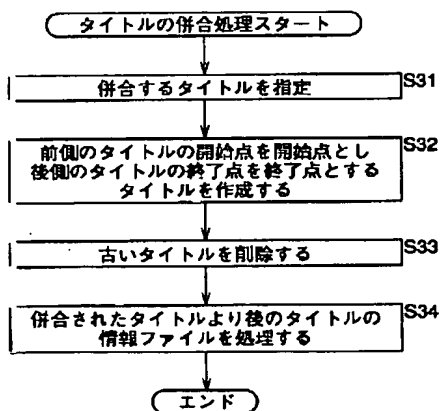 タイトルの併合処理スタート
S31
併合するタイトルを指定
S32
前側のタイトルの開始点を開始点とし
後側のタイトルの終了点を終了点とする
タイトルを作成する
S33
古いタイトルを削除する
S34
併合されたタイトルより後のタイトルの
情報ファイルを処理する
エンド